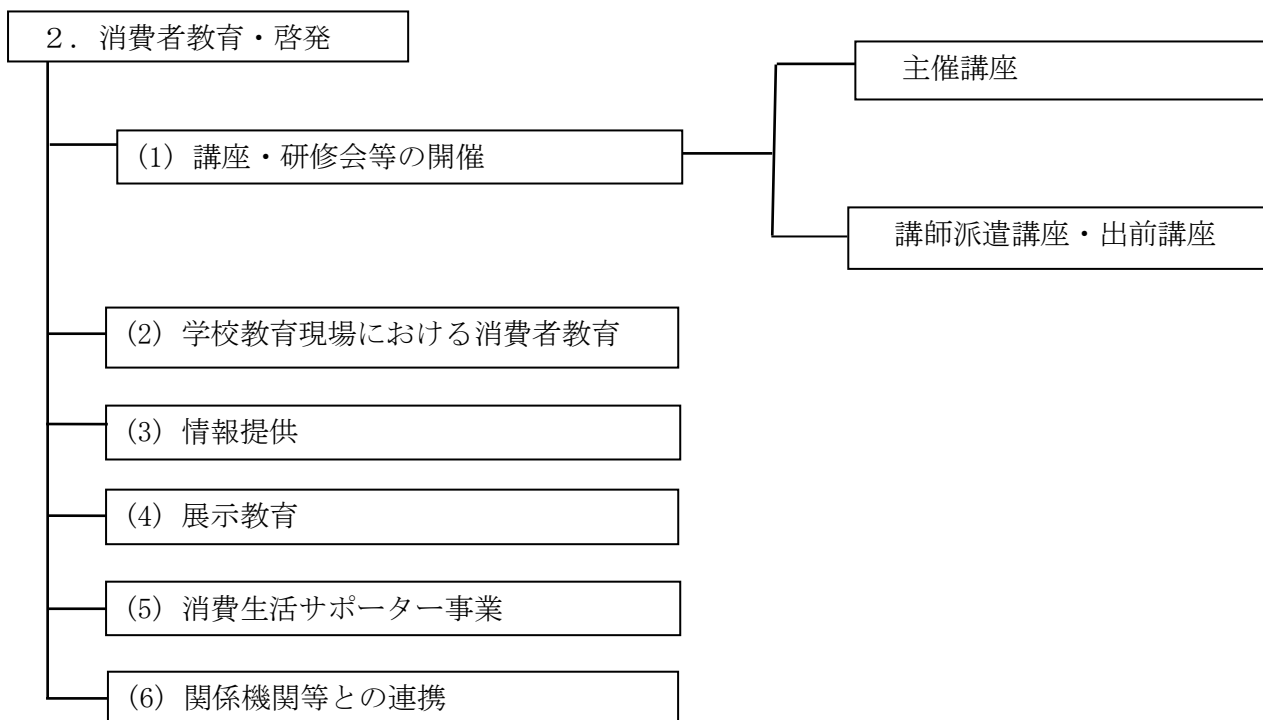 ２．消費者教育・啓発
主催講座
(1) 講座・研修会等の開催
講師派遣講座・出前講座
(2) 学校教育現場における消費者教育
(3) 情報提供
(4) 展示教育
(5) 消費生活サポーター事業
(6) 関係機関等との連携